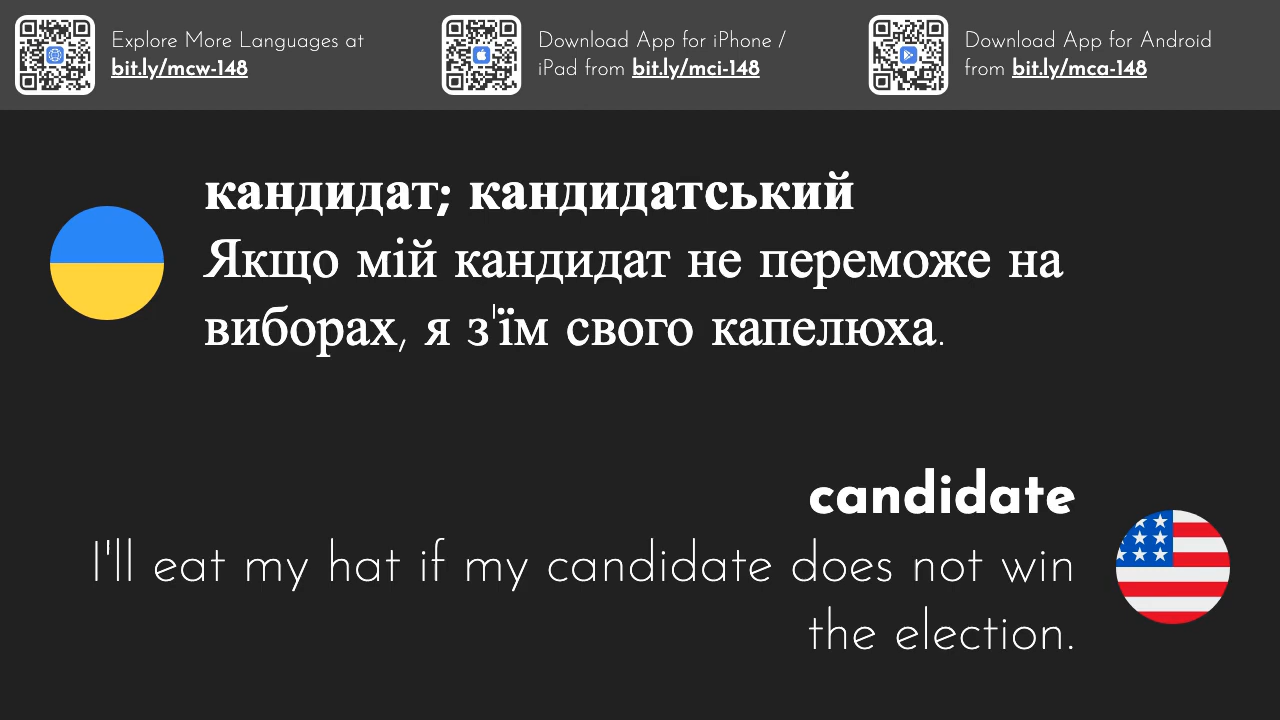 Explore More Languages at
bit.ly/mcw-148
Download App for iPhone /
iPad from bit.ly/mci-148
Download App for Android
from bit.ly/mca-148
кандидат; кандидатський
Якщо мій кандидат не переможе на
виборах, я з'їм свого капелюха.
candidate
I'll eat my hat if my candidate does not win
the election.